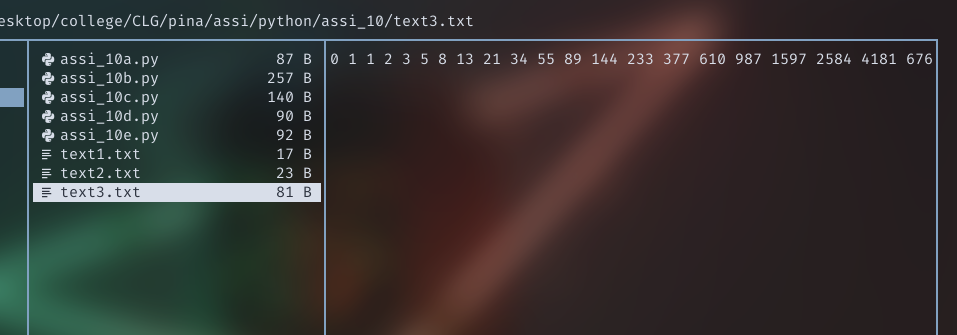 esktop/college/CLG/pina/assi/python/assi_10/text3.txt
assi_10a.py 87 B
assi_10b.py 257 B
assi_10c.py 140 B
assi_10d.py 90 B
assi_10e.py 92 B
text1.txt 17 B
text2.txt 23 B
text3.txt 81 B
0 1 1 2 3 5 8 13 21 34 55 89 144 233 377 610 987 1597 2584 4181 676